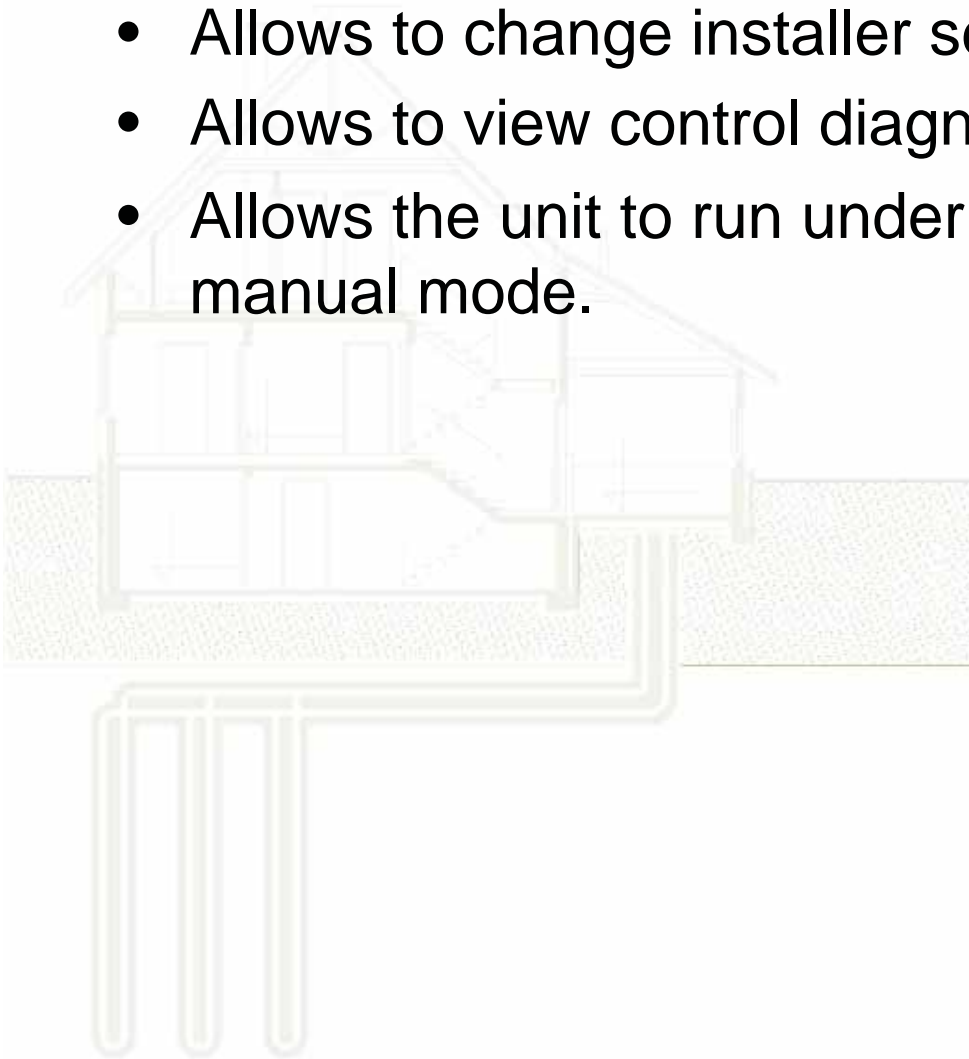 • Allows to change installer
• Allows to view control
• Allows the unit to run under
manual mode.